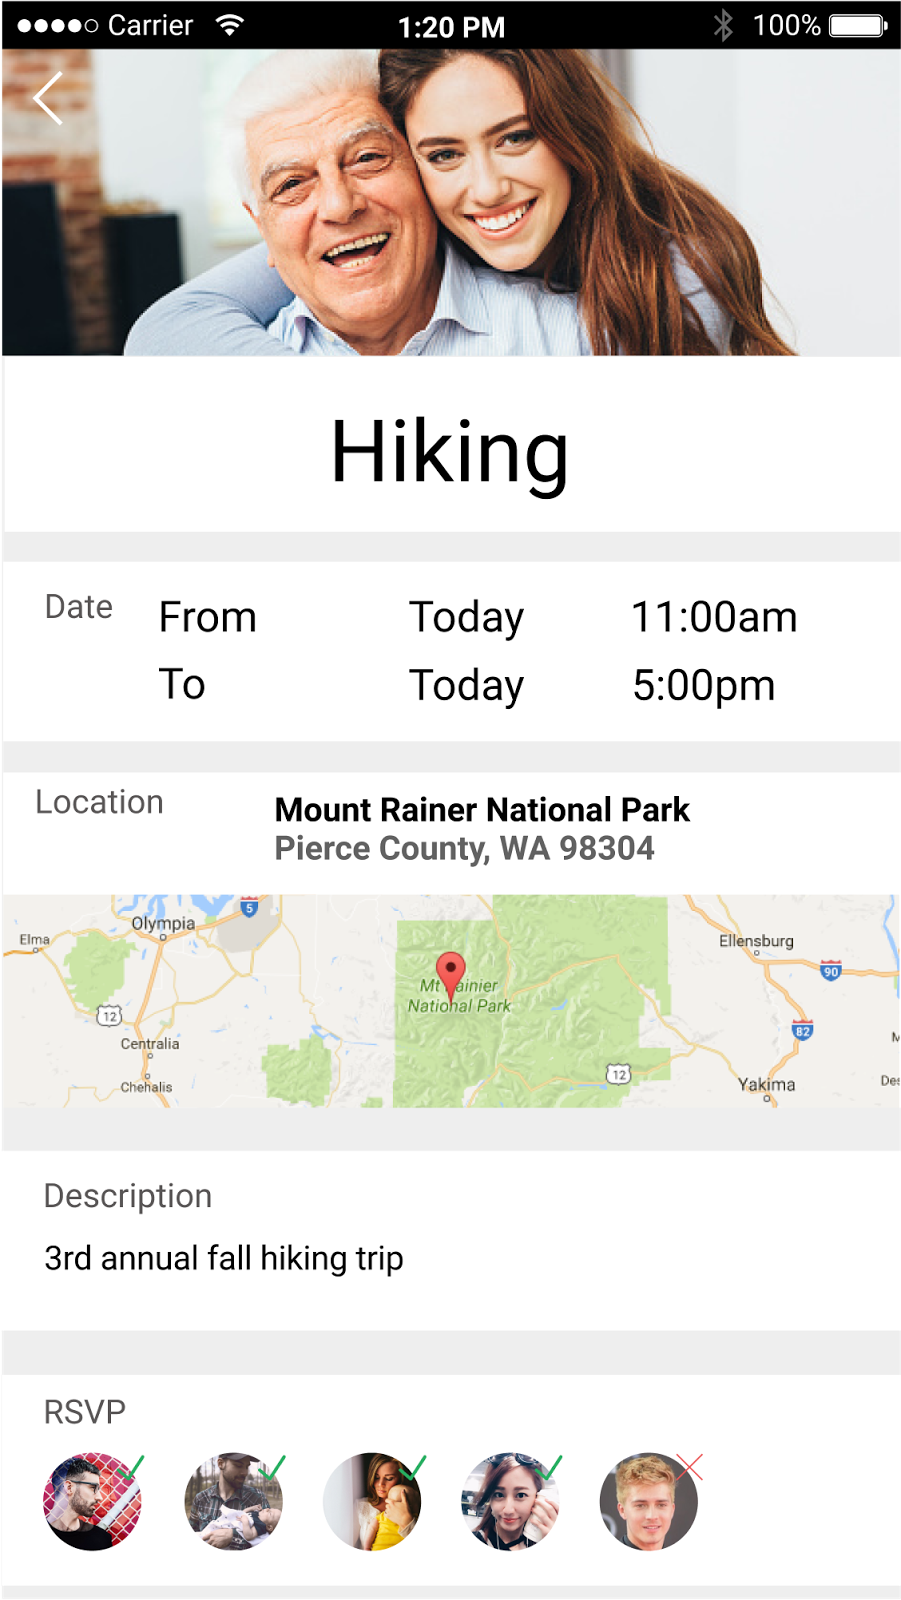 Carrier 1:20 PM 100%
Hiking
Date From Today 11:00am
To Today 5:00pm
Location
Mount Rainer National Park
Pierce County, WA 98304
5
Olympia
Elma
Ellensburg
90
Mt Rainier
National Park
12
82
Centralia
12
Chehalis
Yakima
Description
3rd annual fall hiking trip
RSVP